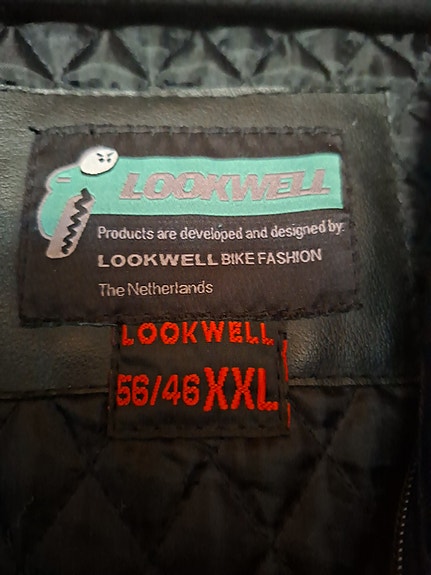 LOOKWELL
Products are developed and designed by:
LOOKWELL BIKE FASHION
The Netherlands
LOOKWELL
56/46 XXL